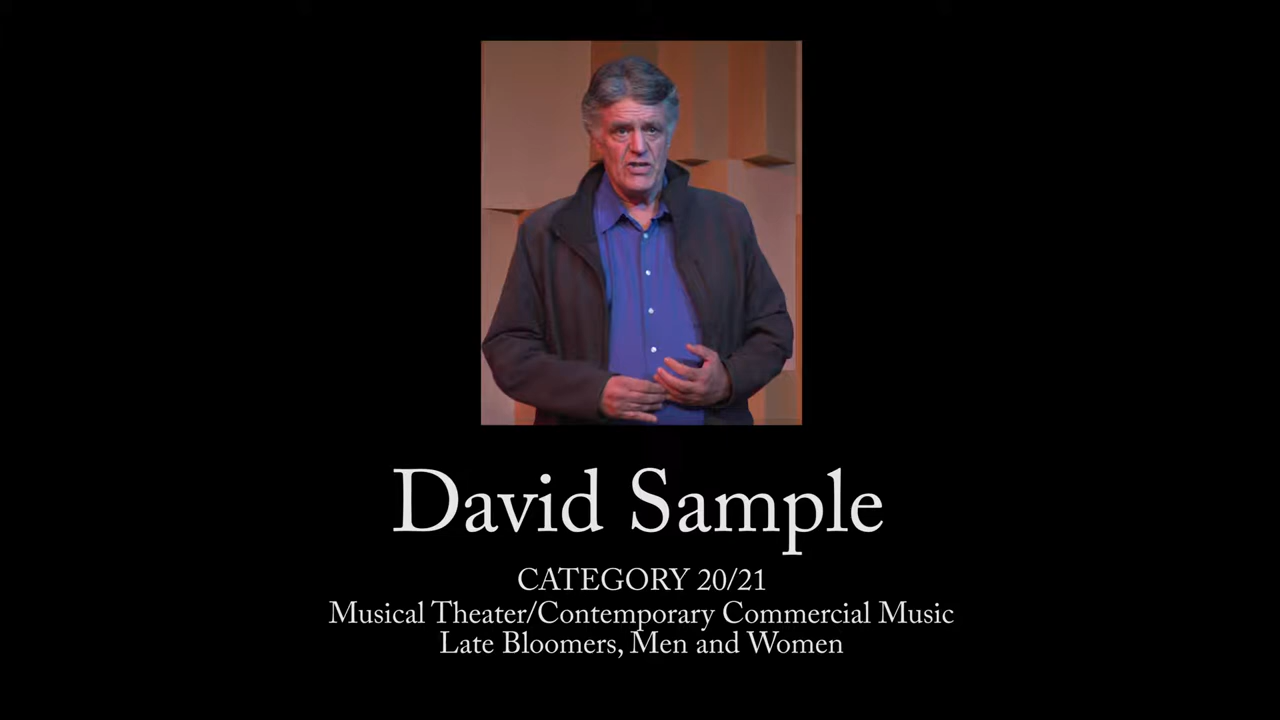 David Sample
CATEGORY 20/21
Musical Theater/Contemporary Commercial Music
Late Bloomers, Men and Women